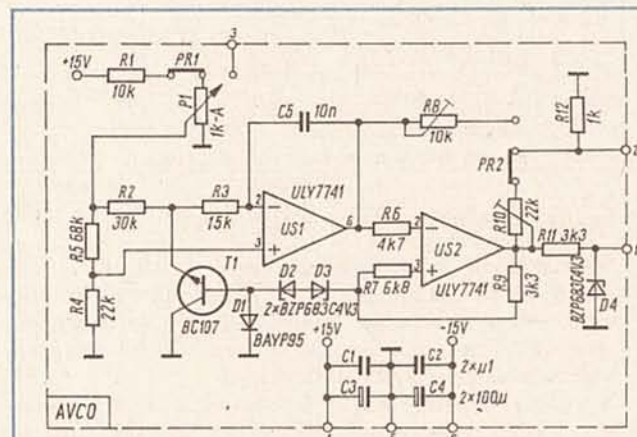 3
+15V
R1
10k
PR1
P1
1k-A
C5
10n
R8
10k
R12
1k
2
PR2
R2
30k
R3
15k
2
ULY7741
US1
6
3
R6
4k7
2
US2
3
ULY7741
R10
22k
R11 3k3
1
R5 68k
R4
22k
T1
BC107
D1
BAYP95
D2
D3
2×BZP683C4V3
R7 6k8
R9
3k3
BZP683C4V3
D4
+15V
-15V
C1
C2
2×μ1
C3
C4
2×100μ
AVCO